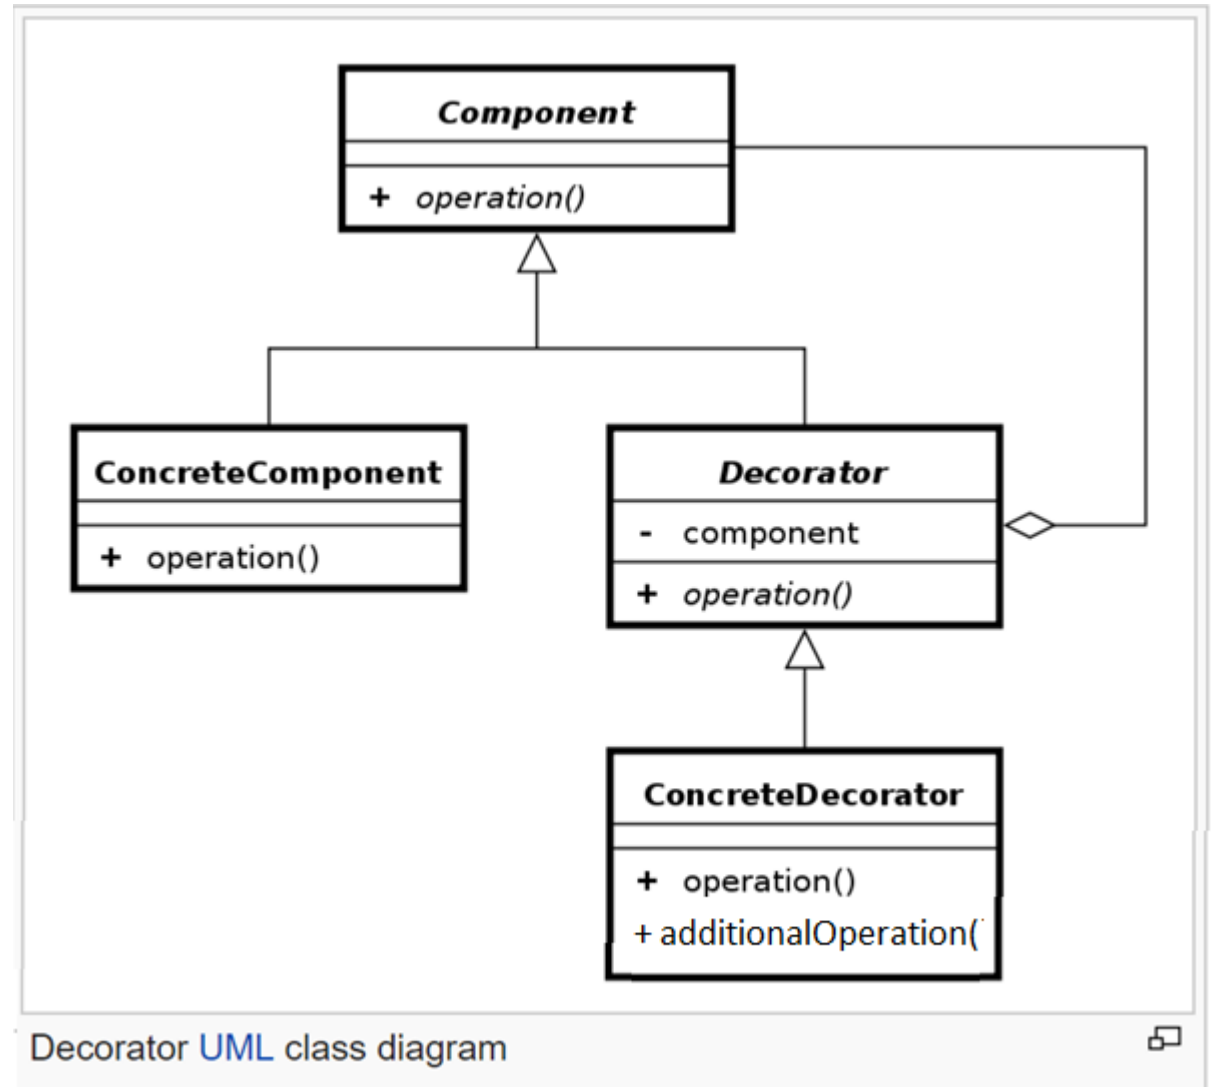 Component
+ operation()
ConcreteComponent
+ operation()
Decorator
- component
+ operation()
ConcreteDecorator
+ operation()
+ additionalOperation(
Decorator UML class diagram